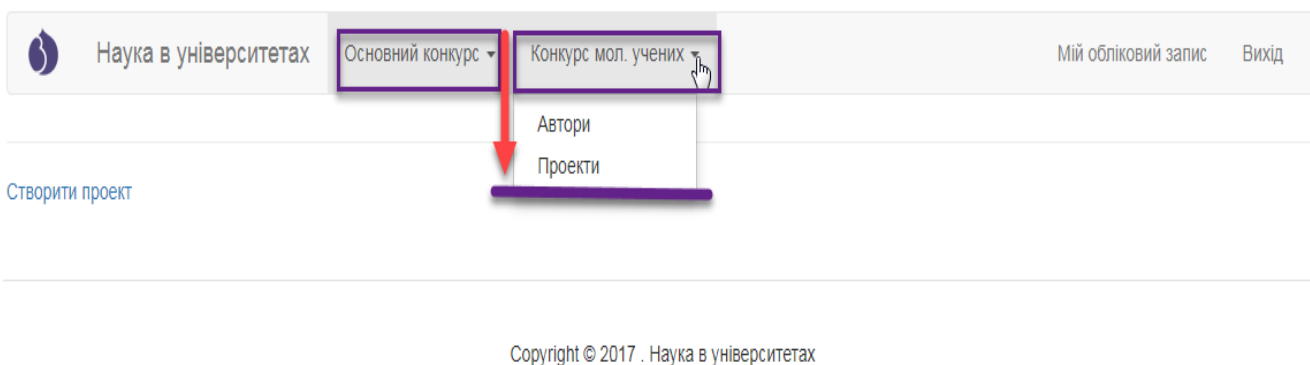 Наука в університетах Основний конкурс Конкурс мол. учених Мій обліковий запис Вихід
Автори
Проекти
Створити проект
Copyright © 2017 . Наука в університетах